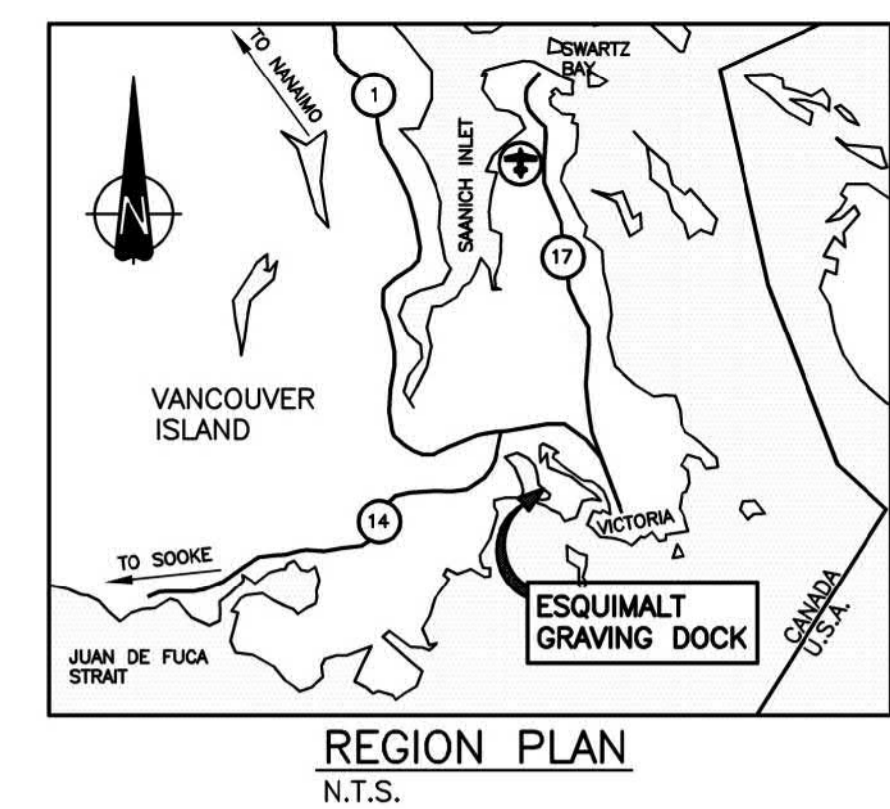 TO NANAIMO
1
SWARTZ
BAY
SAANICH INLET
N
17
VANCOUVER
ISLAND
14
VICTORIA
TO SOOKE
ESQUIMALT
GRAVING DOCK
CANADA
U.S.A.
JUAN DE FUCA
STRAIT
REGION PLAN
N.T.S.